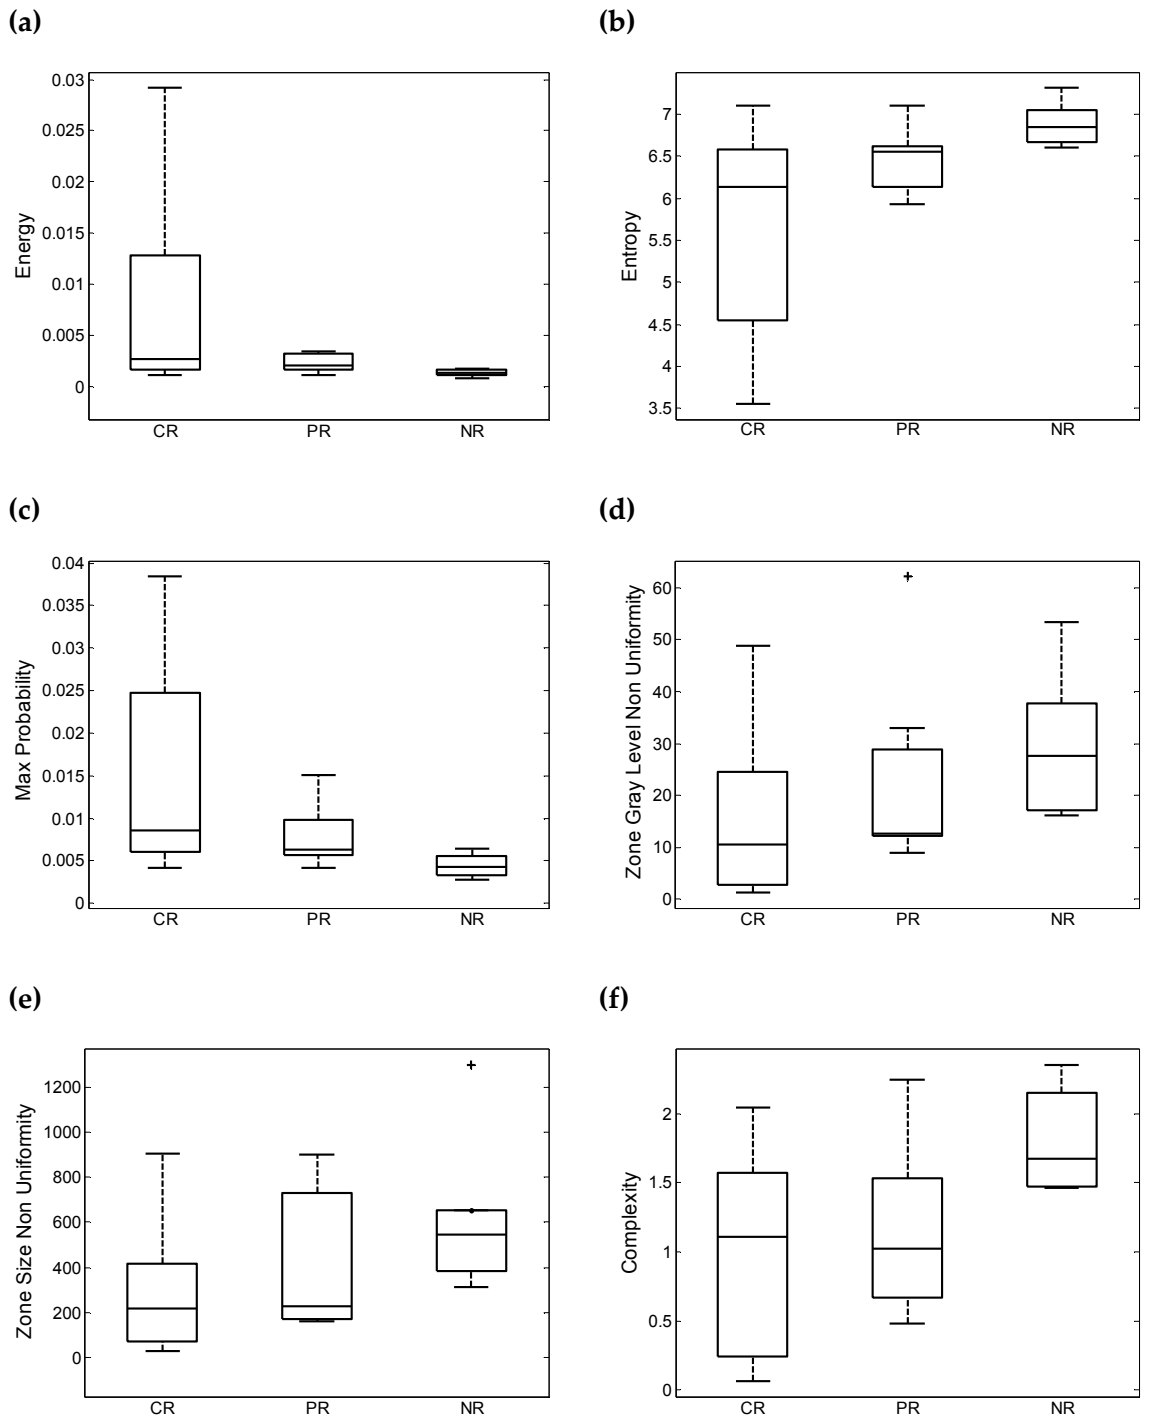 (a)
(b)
0.03
0.025
0.02
0.015
0.01
0.005
0
Energy
CR PR NR
7
6.5
6
5.5
5
4.5
4
3.5
Entropy
CR PR NR
(c)
(d)
0.04
0.035
0.03
0.025
0.02
0.015
0.01
0.005
0
Max Probability
CR PR NR
60
50
40
30
20
10
0
Zone Gray Level Non Uniformity
CR PR NR
(e)
(f)
1200
1000
800
600
400
200
0
Zone Size Non Uniformity
CR PR NR
2
1.5
1
0.5
0
Complexity
CR PR NR